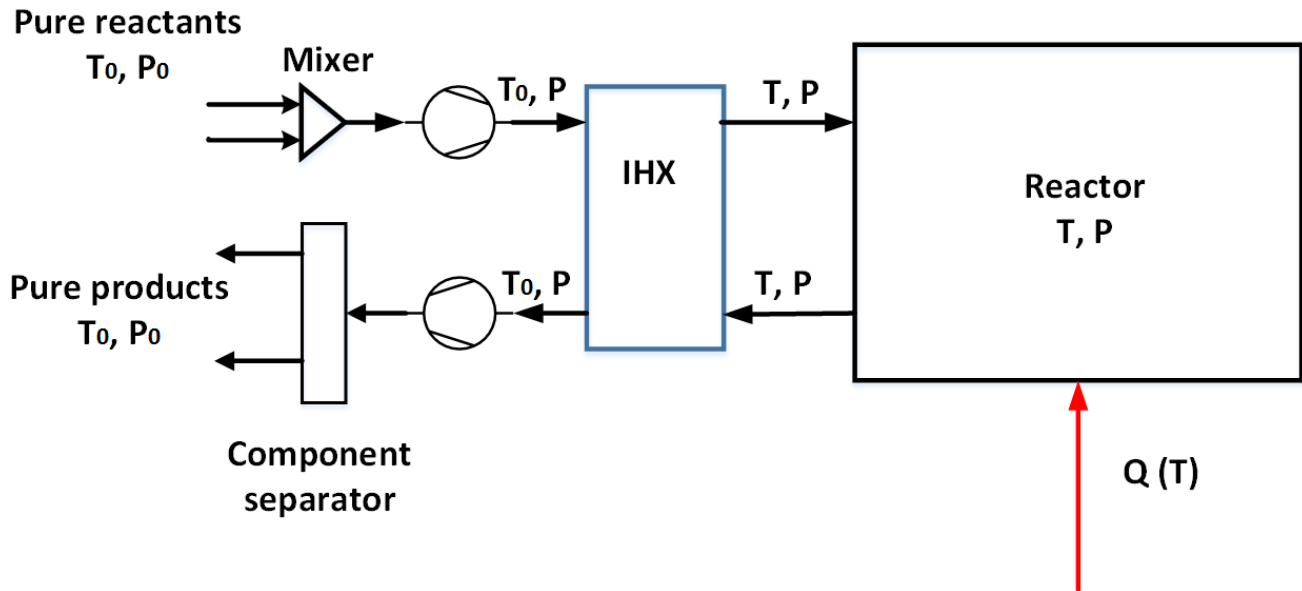 Pure reactants
T₀, P₀
Mixer
T₀, P
IHX
T, P
Reactor
T, P
Pure products
T₀, P₀
T₀, P
T, P
Component
separator
Q (T)